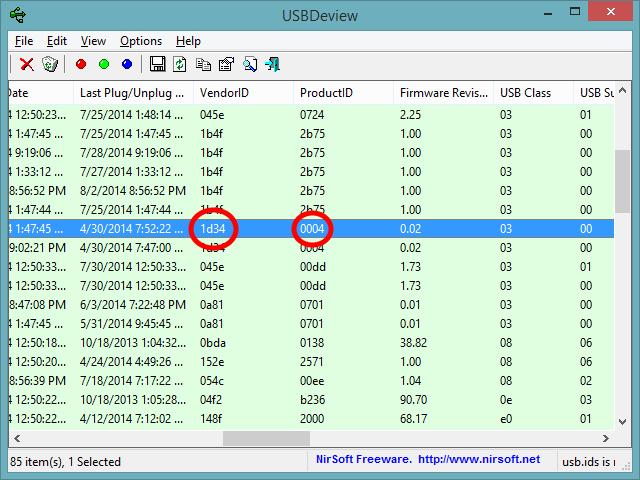 USBDeview
File Edit View Options Help
Date Last Plug/Unplug ... VendorID ProductID Firmware Revis... USB Class USB Su
4 12:50:23... 7/25/2014 1:48:14 ... 045e 0724 2.25 03 01
4 1:47:45 ... 7/25/2014 1:47:45 ... 1b4f 2b75 1.00 03 00
4 9:19:06 ... 7/28/2014 9:19:06 ... 1b4f 2b75 1.00 03 00
4 1:33:12 ... 7/27/2014 1:33:12 ... 1b4f 2b75 1.00 03 00
8:56:52 PM 8/2/2014 8:56:52 PM 1b4f 2b75 1.00 03 00
4 1:47:44 ... 7/25/2014 1:47:44 ... 1b4f 2b75 1.00 03 00
4 1:47:45 ... 4/30/2014 7:52:22 ... 1d34 0004 0.02 03 00
9:02:21 PM 4/30/2014 7:47:00 ... 1d34 0004 0.02 03 00
4 12:50:33... 7/30/2014 12:50:33... 045e 00dd 1.73 03 01
4 12:50:33... 7/30/2014 12:50:33... 045e 00dd 1.73 03 00
8:47:08 PM 6/3/2014 7:22:48 PM 0a81 0701 0.01 03 00
4 1:47:45 ... 5/31/2014 9:45:45 ... 0a81 0701 0.01 03 00
4 12:50:18... 10/18/2013 1:04:32... 0bda 0138 38.82 08 06
4 12:50:20... 4/24/2014 4:49:26 ... 152e 2571 1.00 08 06
8:56:39 PM 7/18/2014 7:17:22 ... 054c 00ee 1.04 08 02
4 12:50:22... 10/18/2013 1:05:28... 04f2 b236 90.70 0e 03
4 12:50:22... 4/12/2014 7:12:02 ... 148f 2000 68.17 e0 01
85 item(s), 1 Selected NirSoft Freeware. http://www.nirsoft.net usb.ids is